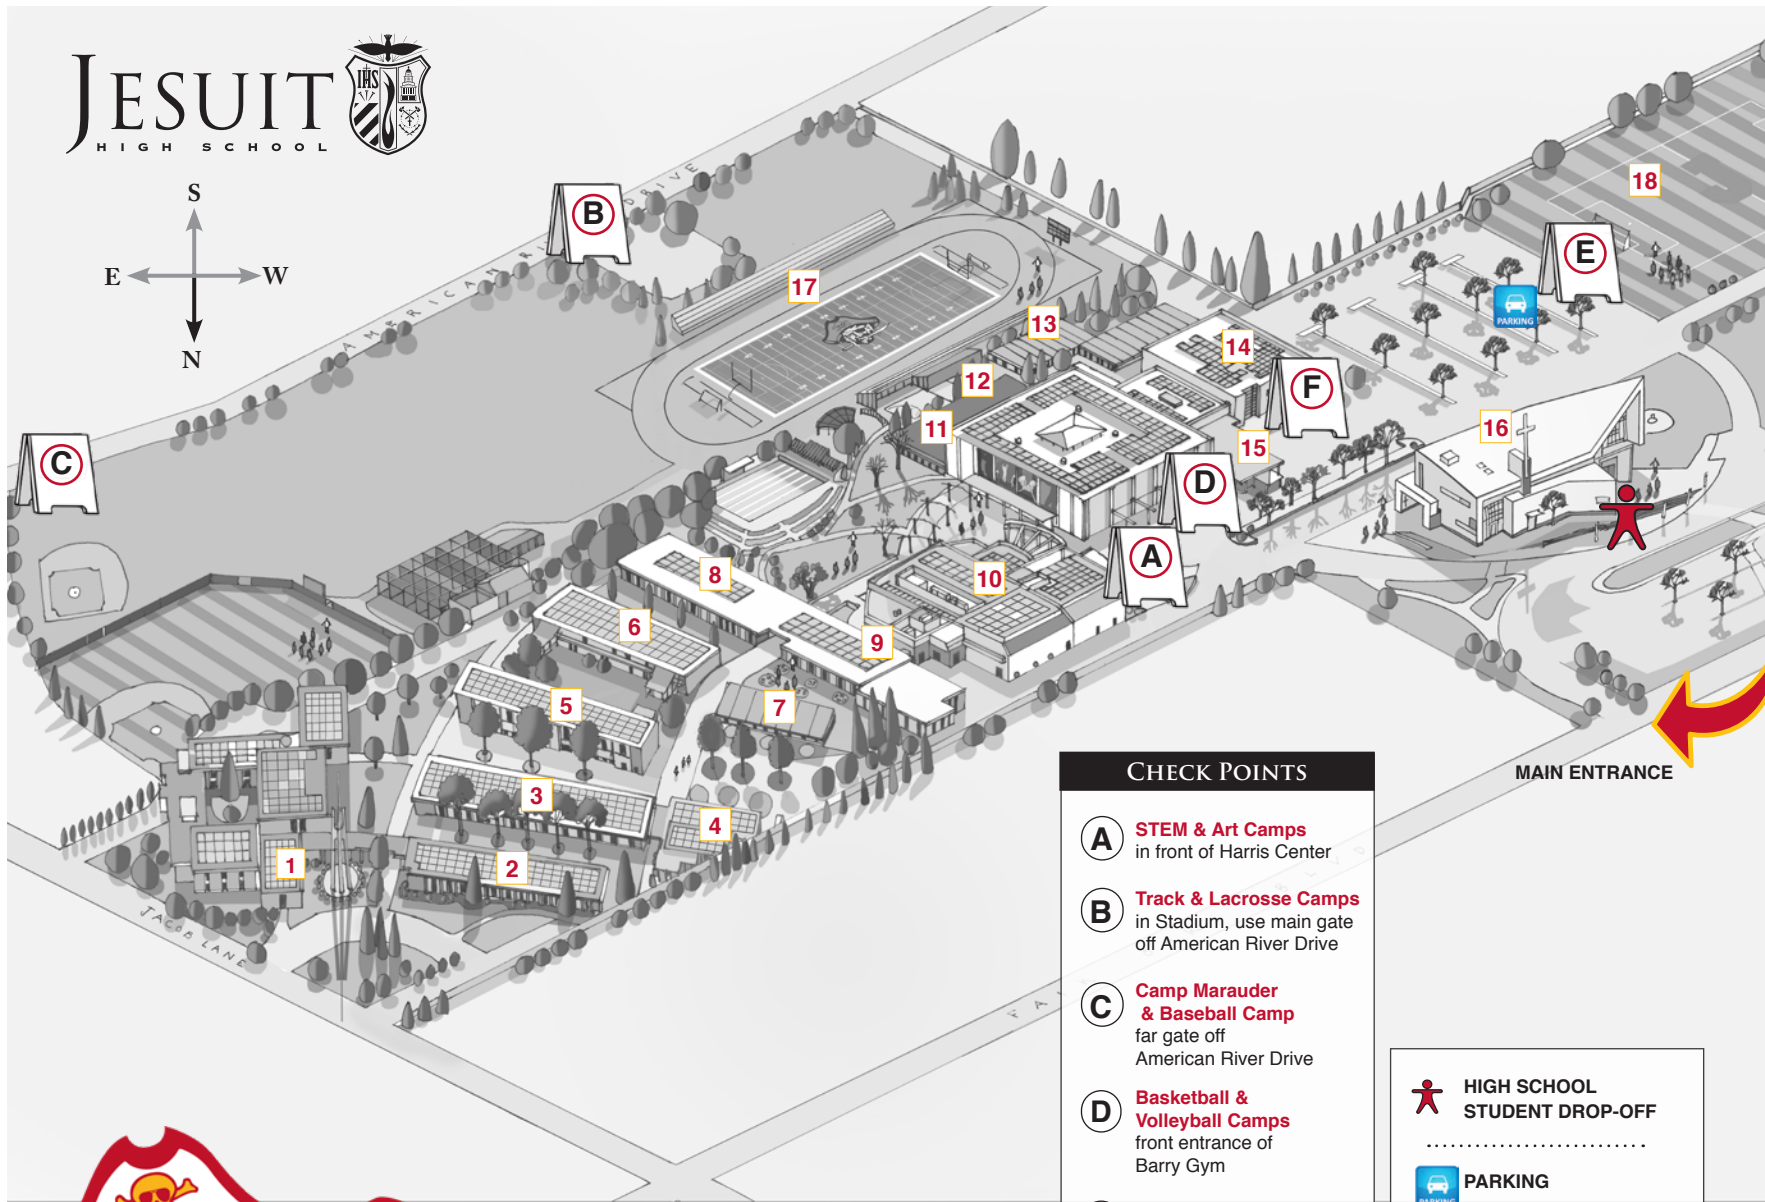 JESUIT
HIGH SCHOOL
IHS
S
E
W
N
AMERICAN
DRIVE
B
C
17
18
E
PARKING
13
14
12
F
11
15
16
D
A
10
8
6
9
5
7
3
4
2
1
JACOB LANE
MAIN ENTRANCE
BLVD
CHECK POINTS
A
STEM & Art Camps
in front of Harris Center
B
Track & Lacrosse Camps
in Stadium, use main gate
off American River Drive
C
Camp Marauder
& Baseball Camp
far gate off
American River Drive
D
Basketball &
Volleyball Camps
front entrance of
Barry Gym
HIGH SCHOOL
STUDENT DROP-OFF
PARKING
PARKING